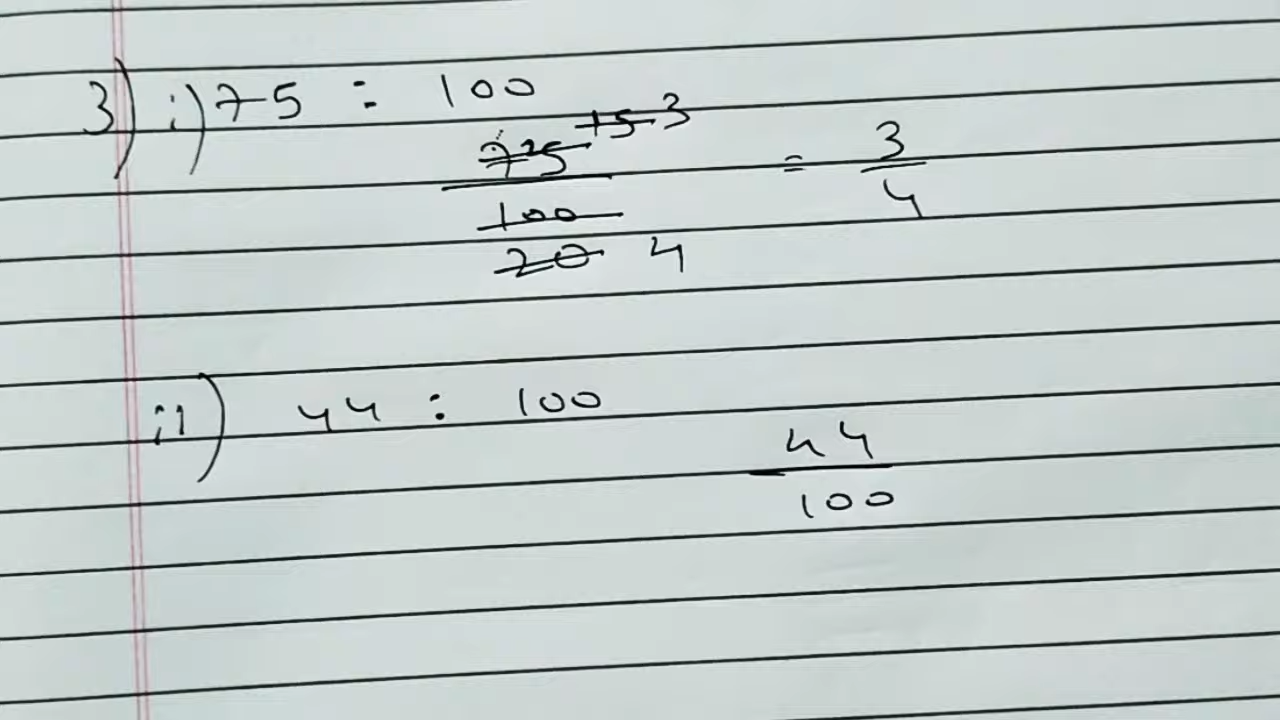 3) i) 75 : 100
15 3
75 = 3
100 4
20 4
ii) 44 : 100
44
100